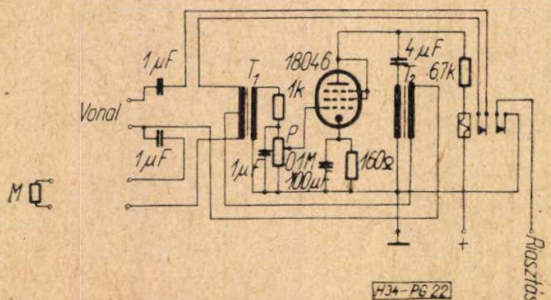 1µF
Vonal
1µF
M
T1
1k
P
1µF
0,1M
100µF
18046
160Ω
4µF
T2
6,7k
+
Riasztás
H34-PG 22